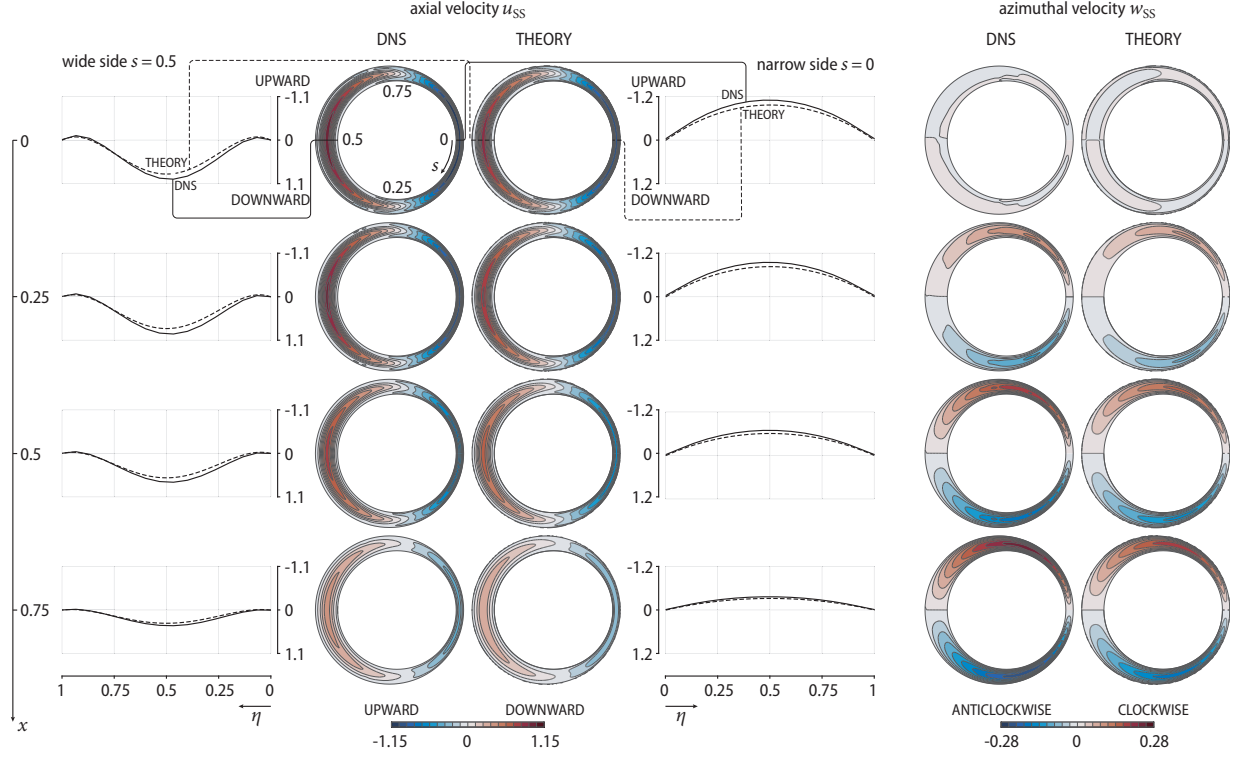 axial velocity uSS
azimuthal velocity wSS
DNS
THEORY
DNS
THEORY
wide side s = 0.5
narrow side s = 0
UPWARD
-1.1
0
1.1
THEORY
DNS
DOWNWARD
0.75
0.5
0
s
0.25
UPWARD
-1.2
0
1.2
DNS
THEORY
DOWNWARD
0
-1.1
0
1.1
-1.2
0
1.2
0.25
-1.1
0
1.1
-1.2
0
1.2
0.5
-1.1
0
1.1
-1.2
0
1.2
0.75
1 0.75 0.5 0.25 0
η
0 0.25 0.5 0.75 1
η
x
UPWARD DOWNWARD
-1.15 0 1.15
ANTICLOCKWISE CLOCKWISE
-0.28 0 0.28